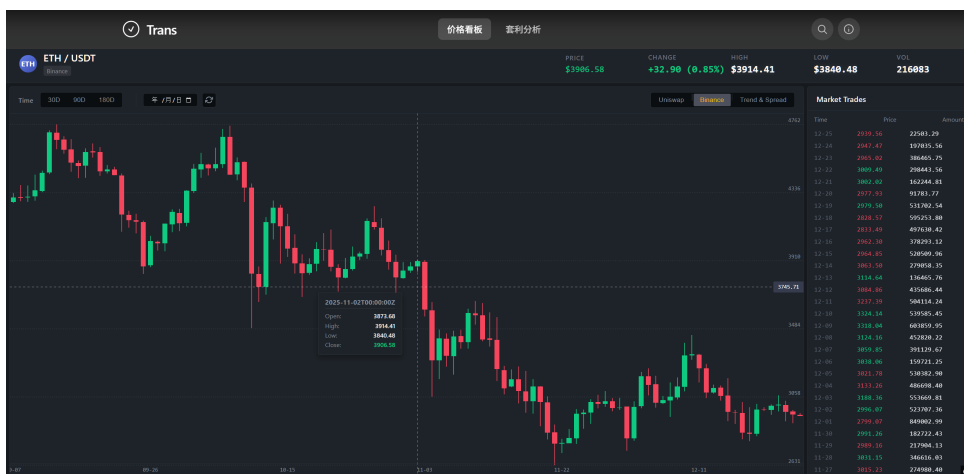 Trans
价格看板 套利分析
ETH
ETH / USDT
Binance
PRICE
$3906.58
CHANGE
+32.90 (0.85%)
HIGH
$3914.41
LOW
$3840.48
VOL
216083
Time 30D 90D 180D 年 /月/日
Uniswap Binance Trend & Spread
4762
4336
3910
3745.71
3484
3058
2633
2025-11-02T00:00:00Z
Open: 3873.68
High: 3914.41
Low: 3840.48
Close: 3906.58
09-26 10-15 11-03 11-22 12-11
Market Trades
Time Price Amount
12-25 2939.56 22503.29
12-24 2947.47 197035.56
12-23 2965.02 386465.75
12-22 3009.49 298443.56
12-21 3002.02 162244.81
12-20 2977.93 91783.77
12-19 2979.50 531702.54
12-18 2828.57 595253.80
12-17 2833.49 497630.42
12-16 2962.30 378293.12
12-15 2964.85 520509.96
12-14 3063.50 279058.35
12-13 3114.64 136465.76
12-12 3084.86 435686.44
12-11 3237.39 504114.24
12-10 3324.14 539585.45
12-09 3318.04 603859.95
12-08 3124.16 452820.22
12-07 3059.85 391129.67
12-06 3038.06 159721.25
12-05 3021.78 530382.90
12-04 3133.26 486698.40
12-03 3188.36 553669.81
12-02 2996.07 523707.36
12-01 2799.07 849002.99
11-30 2991.26 182722.43
11-29 2989.16 217904.13
11-28 3031.15 346616.03
11-27 3015.23 274980.40